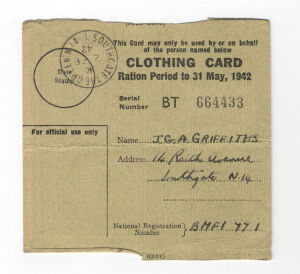 SOUTHGATE
This Card may only be used by or on behalf
of the person named below
Date
Stamp
CLOTHING CARD
Ration Period to 31 May, 1942
Serial
Number BT 664433
For official use only
Name J.G.A. GRIFFITHS
Address 14 Avenue
Southgate N.14
National Registration
Number BMFI 77 1